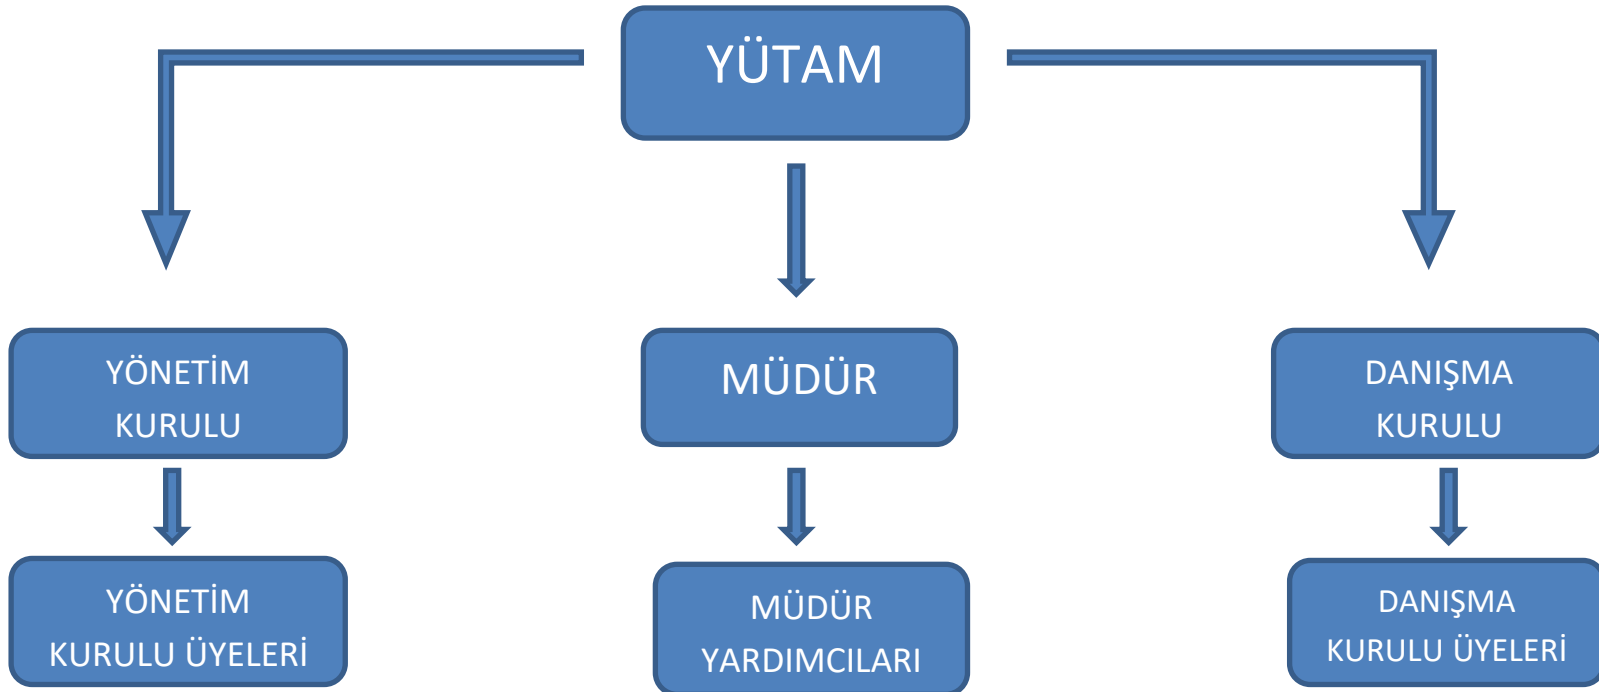 YÜTAM
YÖNETİM
KURULU
MÜDÜR
DANIŞMA
KURULU
YÖNETİM
KURULU ÜYELERİ
MÜDÜR
YARDIMCILARI
DANIŞMA
KURULU ÜYELERİ